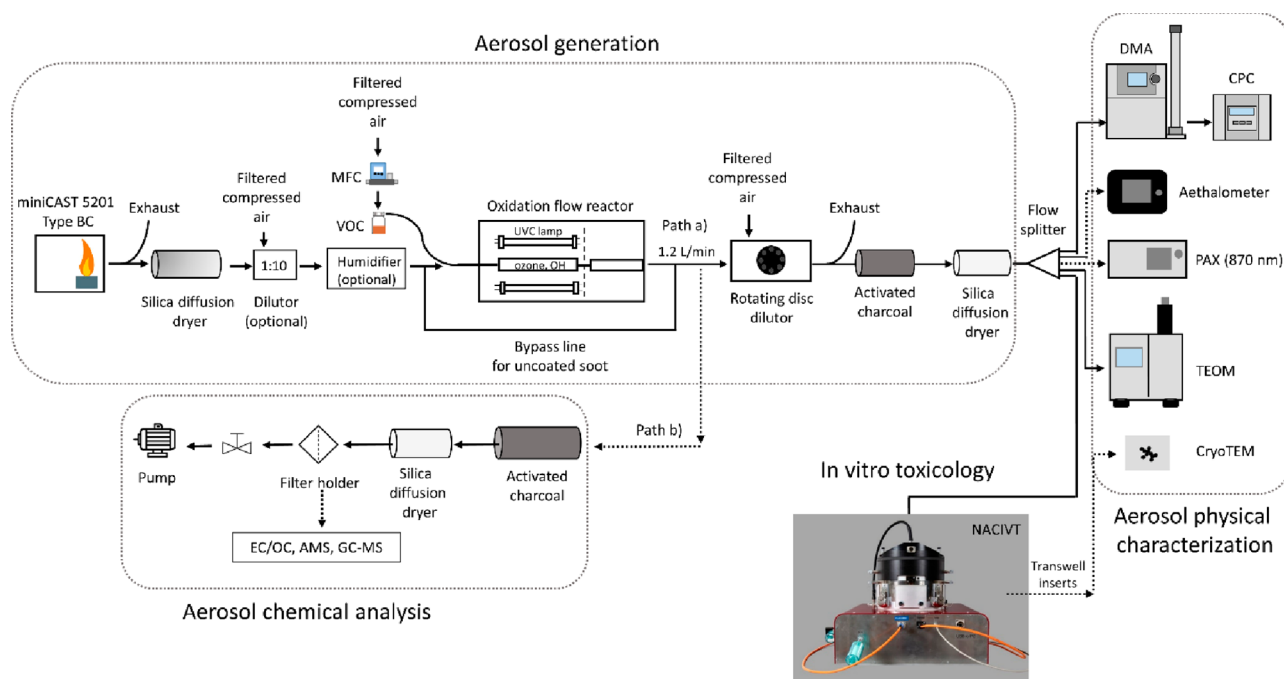 Aerosol generation
Filtered
compressed
air
MFC
VOC
miniCAST 5201
Type BC
Exhaust
Silica diffusion
dryer
Filtered
compressed
air
1:10
Dilutor
(optional)
Humidifier
(optional)
Oxidation flow reactor
UVC lamp
ozone, OH
Bypass line
for uncoated soot
Path a)
1.2 L/min
Filtered
compressed
air
Rotating disc
dilutor
Exhaust
Activated
charcoal
Silica
diffusion
dryer
Flow
splitter
DMA
CPC
Aethalometer
PAX (870 nm)
TEOM
CryoTEM
Aerosol physical
characterization
Path b)
Activated
charcoal
Silica
diffusion
dryer
Filter holder
Pump
EC/OC, AMS, GC-MS
Aerosol chemical analysis
In vitro toxicology
NACIVT
Transwell
inserts